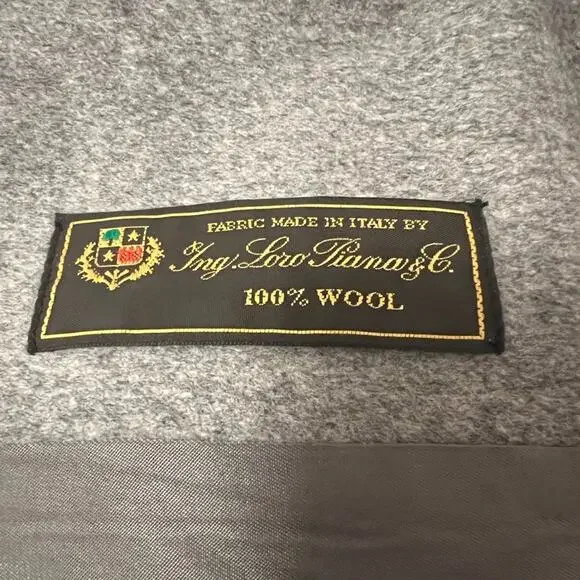 FABRIC MADE IN ITALY BY
Ing. Loro Piana & C.
100% WOOL